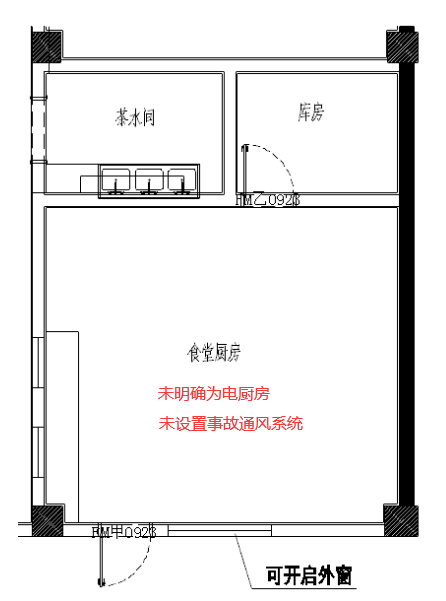 茶水间
库房
FM乙0923
食堂厨房
未明确为电厨房
未设置事故通风系统
FM甲0923
可开启外窗